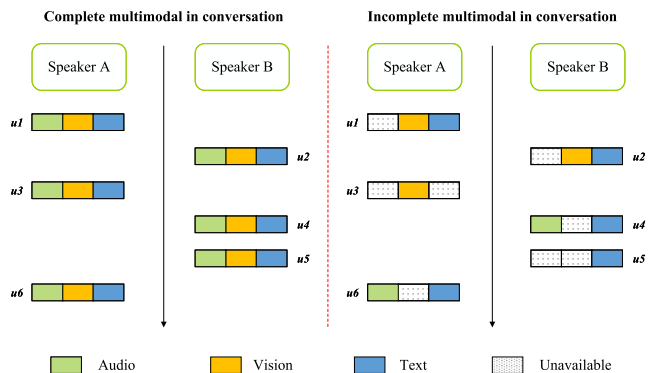 Complete multimodal in conversation
Incomplete multimodal in conversation
Speaker A
Speaker B
Speaker A
Speaker B
u1
u1
u2
u2
u3
u3
u4
u4
u5
u5
u6
u6
Audio
Vision
Text
Unavailable